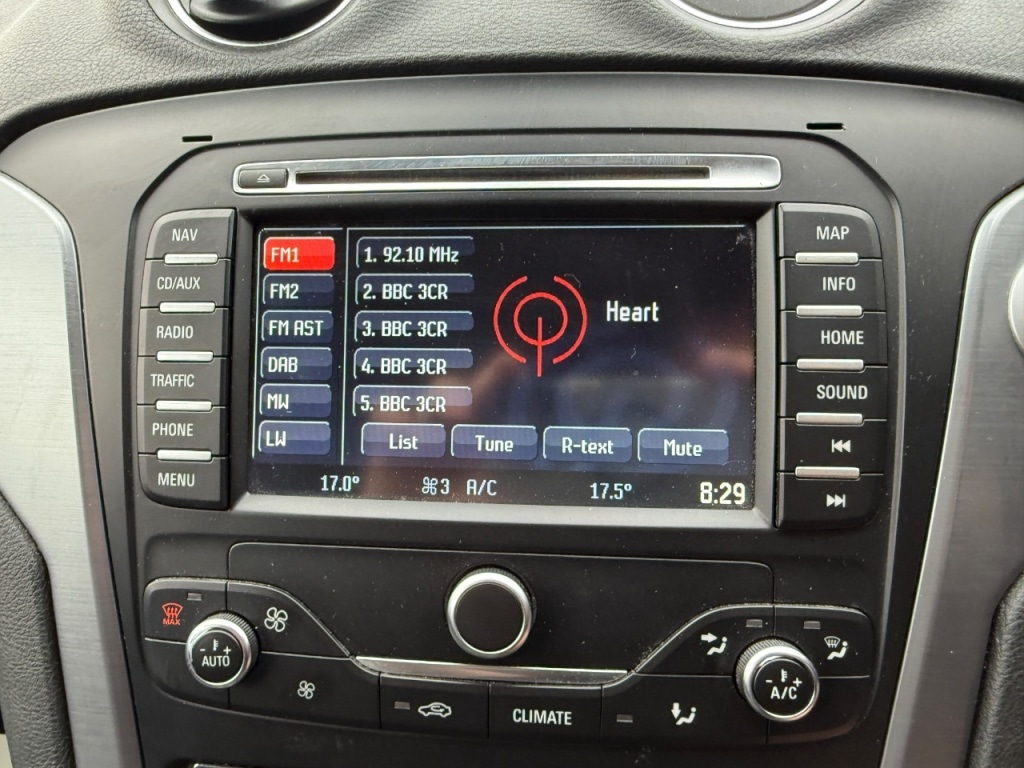 NAV
CD/AUX
RADIO
TRAFFIC
PHONE
MENU
FM1
FM2
FM AST
DAB
MW
LW
1. 92.10 MHz
2. BBC 3CR
3. BBC 3CR
4. BBC 3CR
5. BBC 3CR
Heart
List Tune R-text Mute
17.0° 3 A/C 17.5° 8:29
MAP
INFO
HOME
SOUND
MAX
- +
AUTO
CLIMATE
- +
A/C